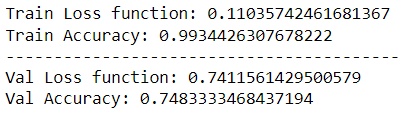 Train Loss function: 0.11035742461681367
Train Accuracy: 0.9934426307678222
----------------------------------------
Val Loss function: 0.7411561429500579
Val Accuracy: 0.7483333468437194